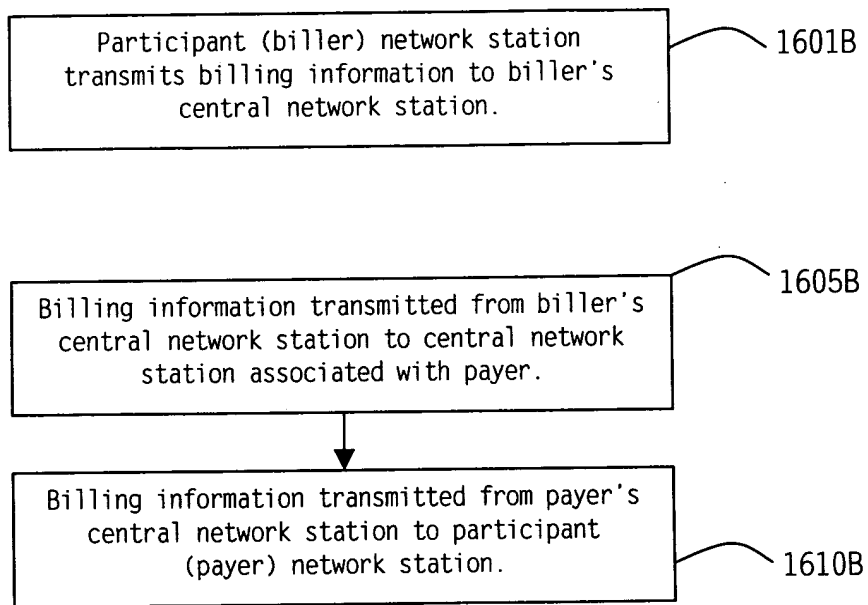 Participant (biller) network station
transmits billing information to biller's
central network station.
1601B
1605B
Billing information transmitted from biller's
central network station to central network
station associated with payer.
Billing information transmitted from payer's
central network station to participant
(payer) network station.
1610B